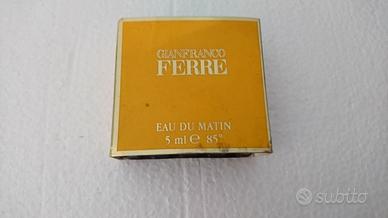 GIANFRANCO
FERRE
EAU DU MATIN
5 ml ℮ 85°
subito